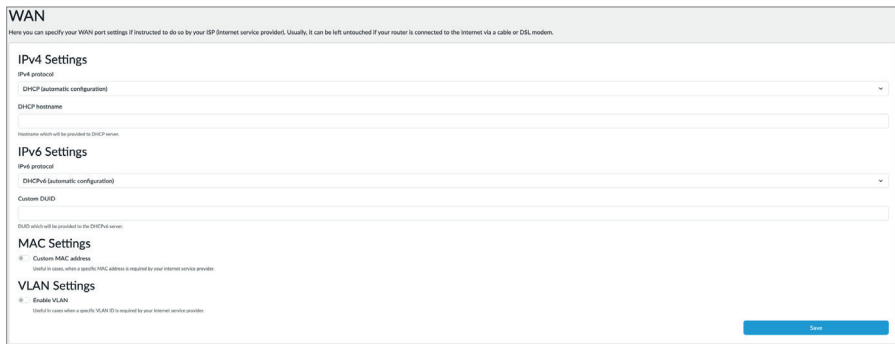 WAN
Here you can specify your WAN port settings if instructed to do so by your ISP (Internet service provider). Usually, it can be left untouched if your router is connected to the Internet via a cable or DSL modem.
IPv4 Settings
IPv4 protocol
DHCP (automatic configuration)
DHCP hostname
Hostname which will be provided to DHCP server.
IPv6 Settings
IPv6 protocol
DHCPv6 (automatic configuration)
Custom DUID
DUID which will be provided to the DHCPv6 server.
MAC Settings
Custom MAC address
Useful in cases, when a specific MAC address is required by your internet service provider.
VLAN Settings
Enable VLAN
Useful in cases when a specific VLAN ID is required by your Internet service provider.
Save